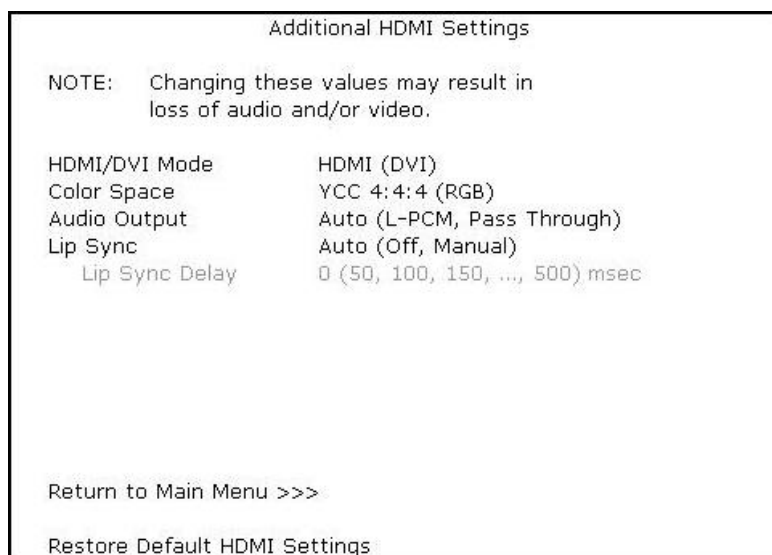 Additional HDMI Settings
NOTE: Changing these values may result in
loss of audio and/or video.
HDMI/DVI Mode HDMI (DVI)
Color Space YCC 4:4:4 (RGB)
Audio Output Auto (L-PCM, Pass Through)
Lip Sync Auto (Off, Manual)
Lip Sync Delay 0 (50, 100, 150, ..., 500) msec
Return to Main Menu >>>
Restore Default HDMI Settings